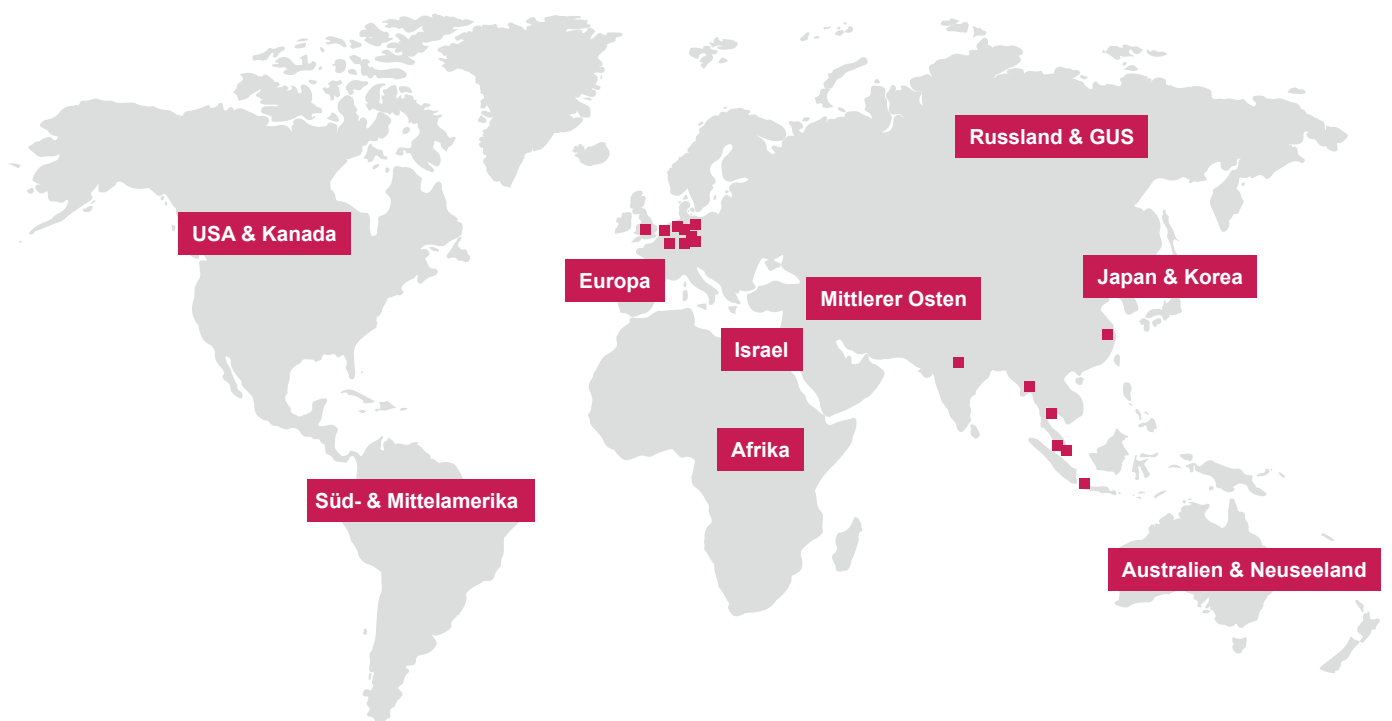 Russland & GUS
USA & Kanada
Europa
Mittlerer Osten
Japan & Korea
Israel
Afrika
Süd- & Mittelamerika
Australien & Neuseeland